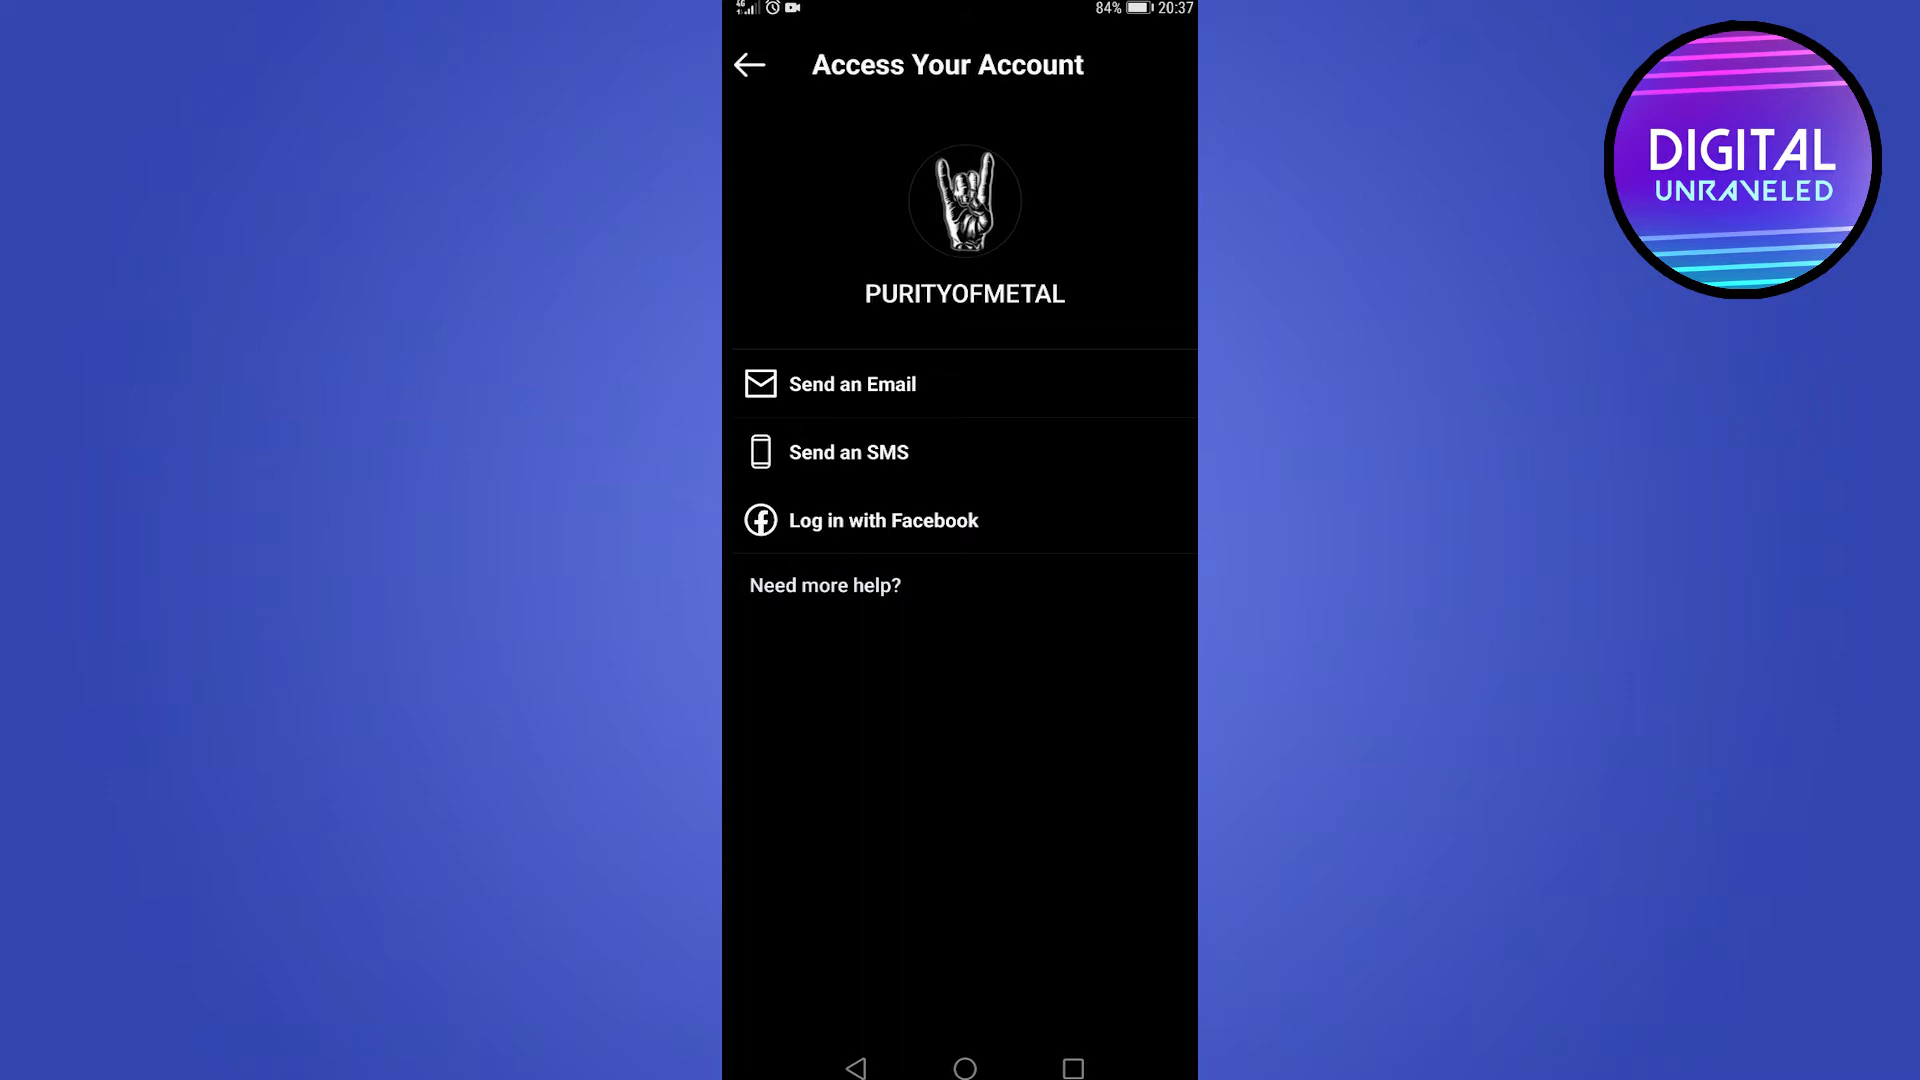 4G
84% 20:37
Access Your Account
DIGITAL
UNRAVELED
PURITYOFMETAL
Send an Email
Send an SMS
Log in with Facebook
Need more help?